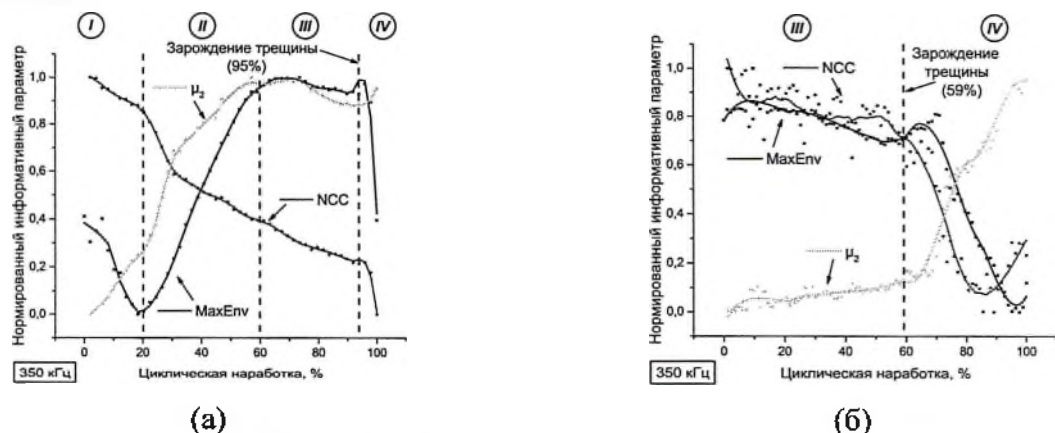 I II III IV
Зарождение трещины
(95%)
Нормированный информативный параметр
1,0
0,8
0,6
0,4
0,2
0,0
μ₂
NCC
MaxEnv
0 20 40 60 80 100
350 кГц
Циклическая наработка, %
(а)
III IV
Зарождение
трещины
(59%)
Нормированный информативный параметр
1,0
0,8
0,6
0,4
0,2
0,0
NCC
MaxEnv
μ₂
0 20 40 60 80 100
350 кГц
Циклическая наработка, %
(б)